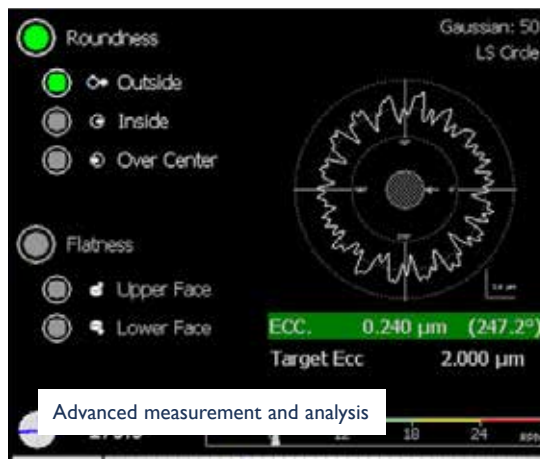 Roundness
Outside
Inside
Over Center
Flatness
Upper Face
Lower Face
Gaussian: 50
LS Circle
ECC. 0.240 µm (247.2°)
Target Ecc 2.000 µm
Advanced measurement and analysis
12 18 24